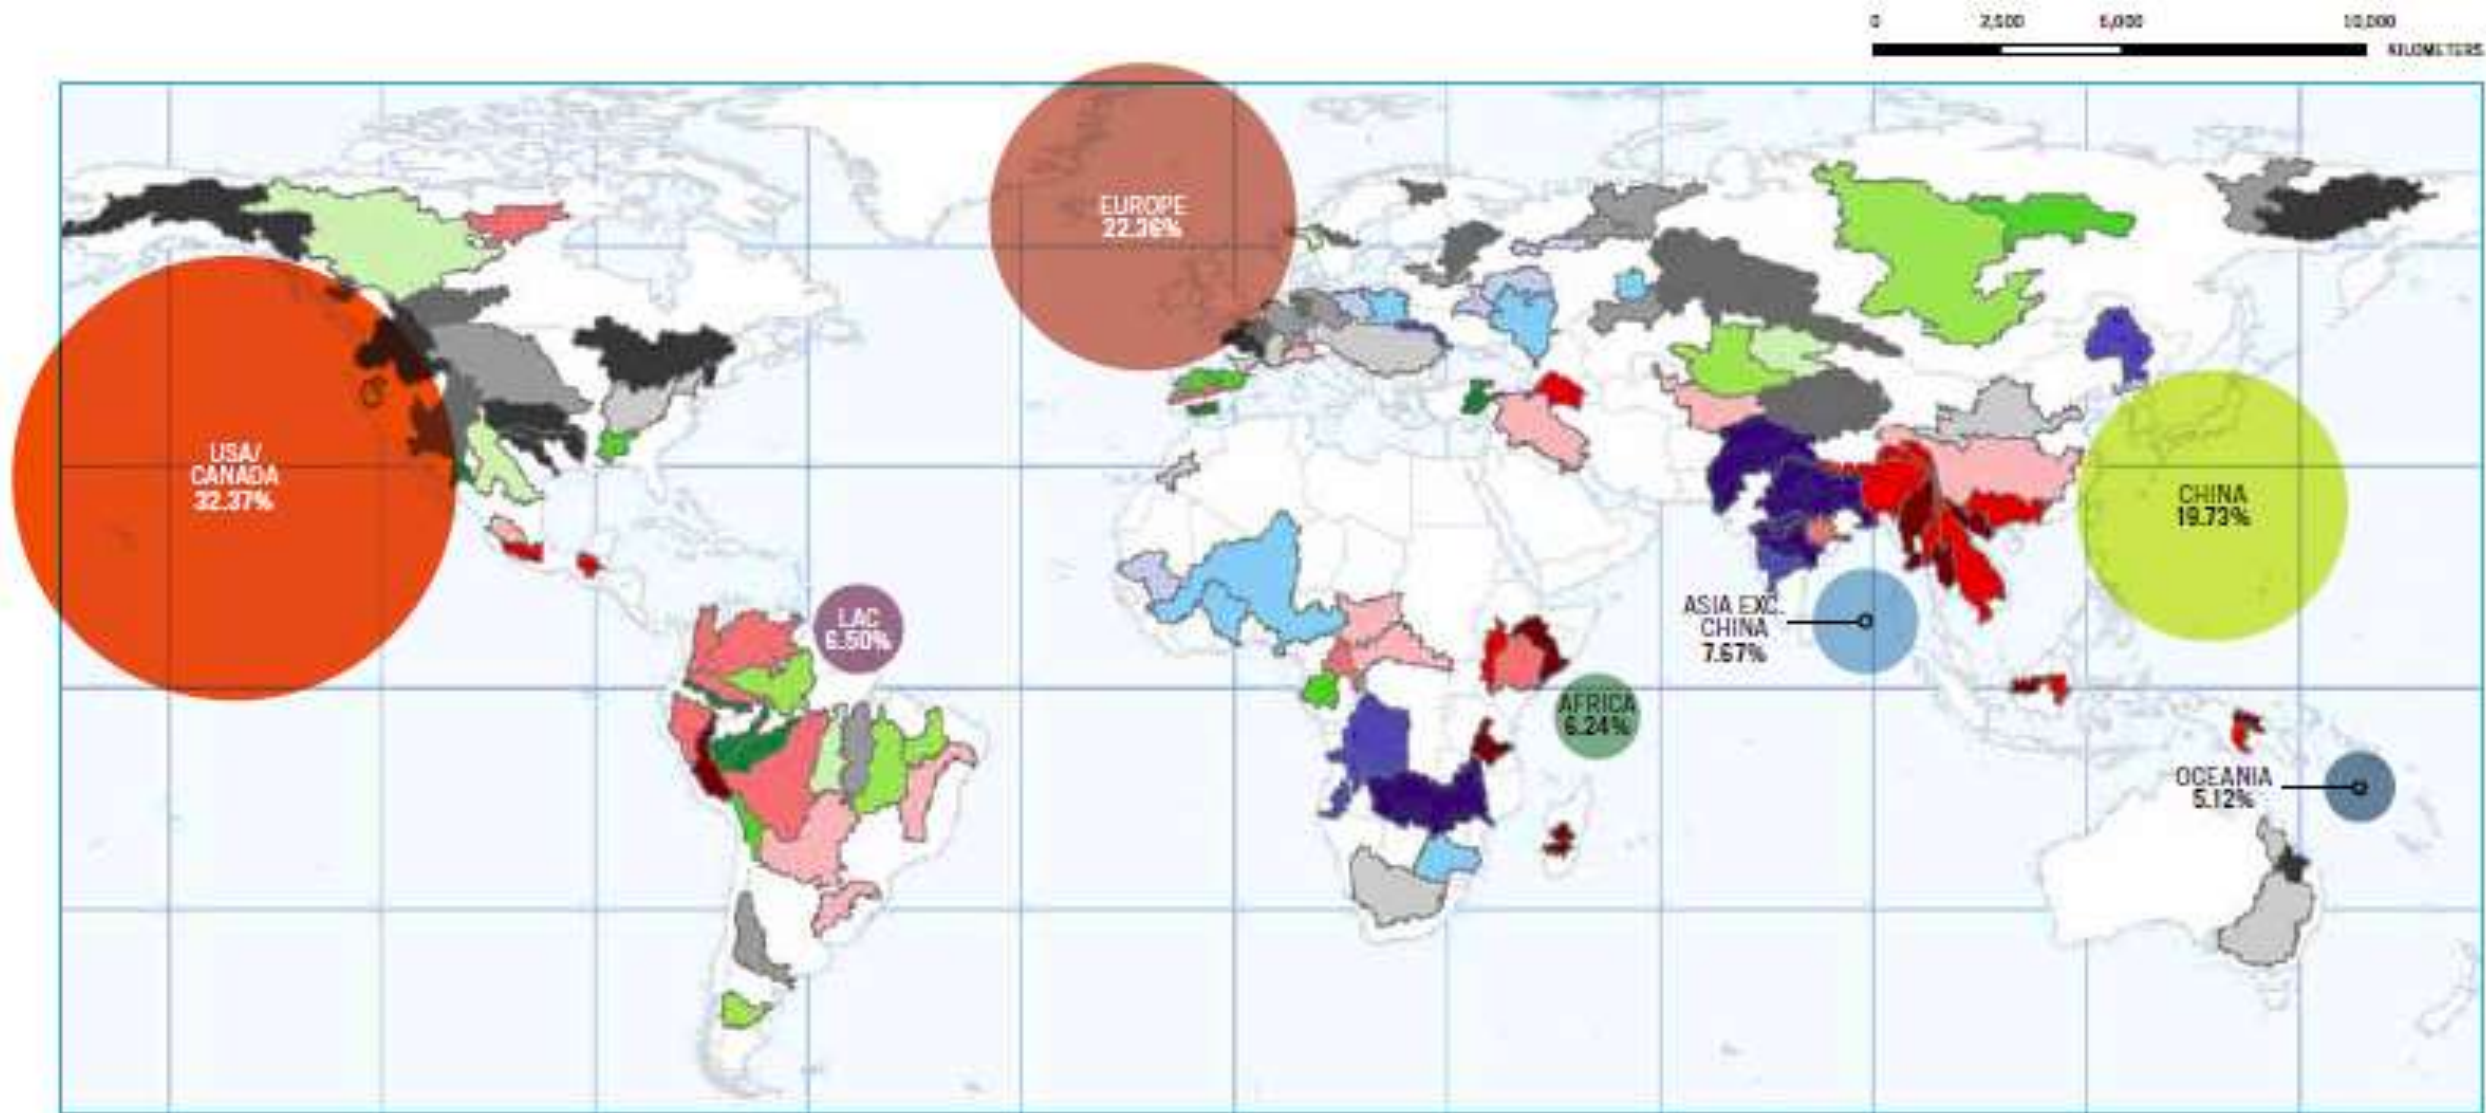 0 2,500 5,000 10,000
KILOMETERS
EUROPE
22.36%
USA/
CANADA
32.37%
CHINA
19.73%
LAC
6.50%
ASIA EXC.
CHINA
7.67%
AFRICA
6.24%
OCEANIA
5.12%